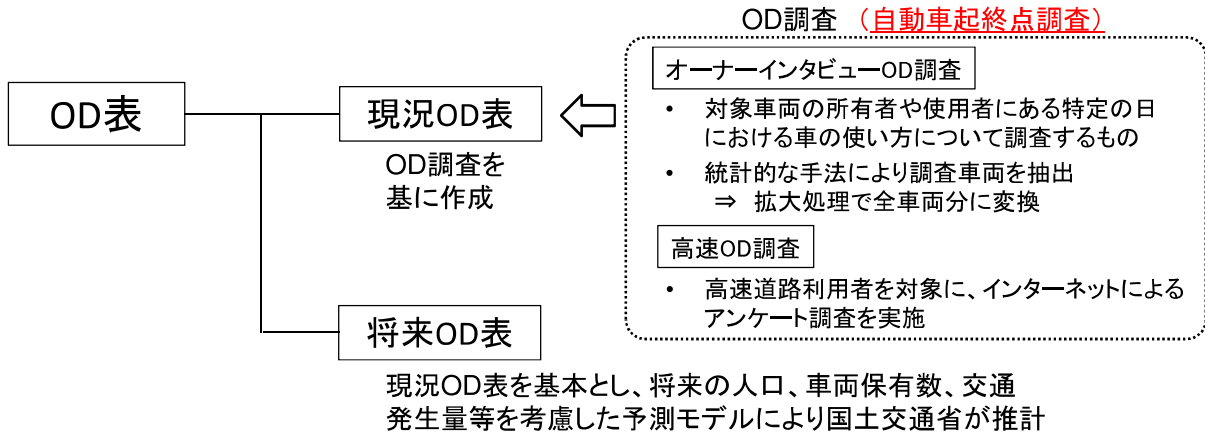 OD調査 （自動車起終点調査）
OD表
現況OD表
OD調査を
基に作成
オーナーインタビューOD調査
• 対象車両の所有者や使用者にある特定の日
における車の使い方について調査するもの
• 統計的な手法により調査車両を抽出
⇒ 拡大処理で全車両分に変換
高速OD調査
• 高速道路利用者を対象に、インターネットによる
アンケート調査を実施
将来OD表
現況OD表を基本とし、将来の人口、車両保有数、交通
発生量等を考慮した予測モデルにより国土交通省が推計